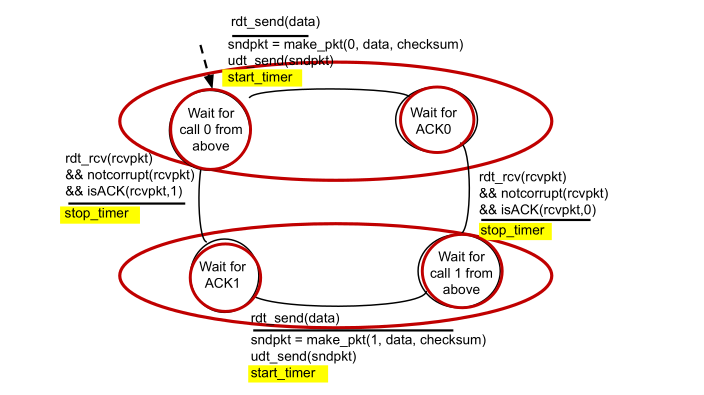 rdt_send(data)
sndpkt = make_pkt(0, data, checksum)
udt_send(sndpkt)
start_timer
Wait for
call 0 from
above
Wait for
ACK0
rdt_rcv(rcvpkt)
&& notcorrupt(rcvpkt)
&& isACK(rcvpkt,1)
stop_timer
rdt_rcv(rcvpkt)
&& notcorrupt(rcvpkt)
&& isACK(rcvpkt,0)
stop_timer
Wait for
ACK1
Wait for
call 1 from
above
rdt_send(data)
sndpkt = make_pkt(1, data, checksum)
udt_send(sndpkt)
start_timer